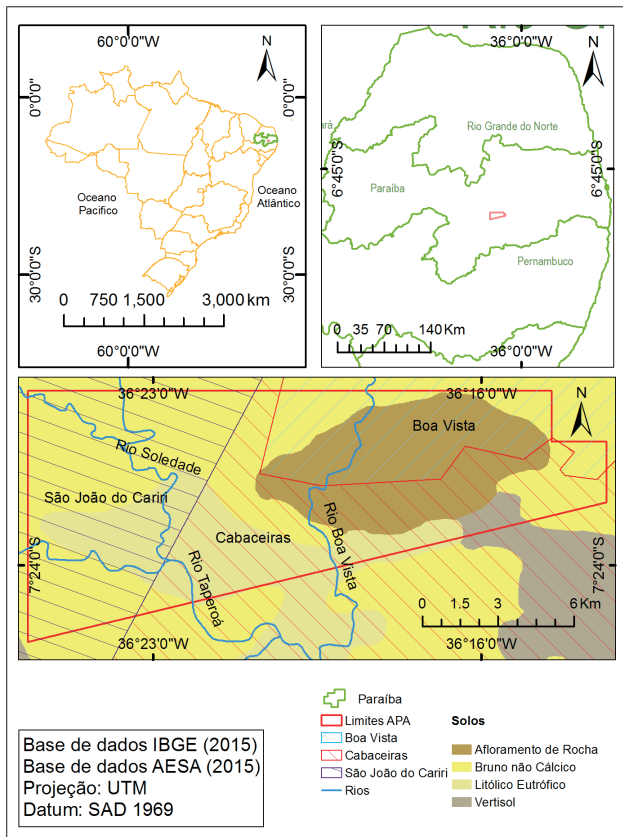 60°0'0"W
N
0°0'0"
0°0'0"
Oceano
Pacifico
Oceano
Atlântico
30°0'0"S
30°0'0"S
0 750 1,500 3,000 km
60°0'0"W
36°0'0"W
N
Rio Grande do Norte
6°45'0"S
6°45'0"S
Paraíba
Pernambuco
0 35 70 140 Km
36°0'0"W
36°23'0"W
36°16'0"W
N
Boa Vista
Rio Soledade
São João do Cariri
Cabaceiras
Rio Boa Vista
Rio Taperoá
7°24'0"S
7°24'0"S
0 1.5 3 6 Km
36°23'0"W
36°16'0"W
Paraíba
Limites APA
Boa Vista
Cabaceiras
São João do Cariri
Rios
Solos
Afloramento de Rocha
Bruno não Cálcico
Litólico Eutrófico
Vertisol
Base de dados IBGE (2015)
Base de dados AESA (2015)
Projeção: UTM
Datum: SAD 1969